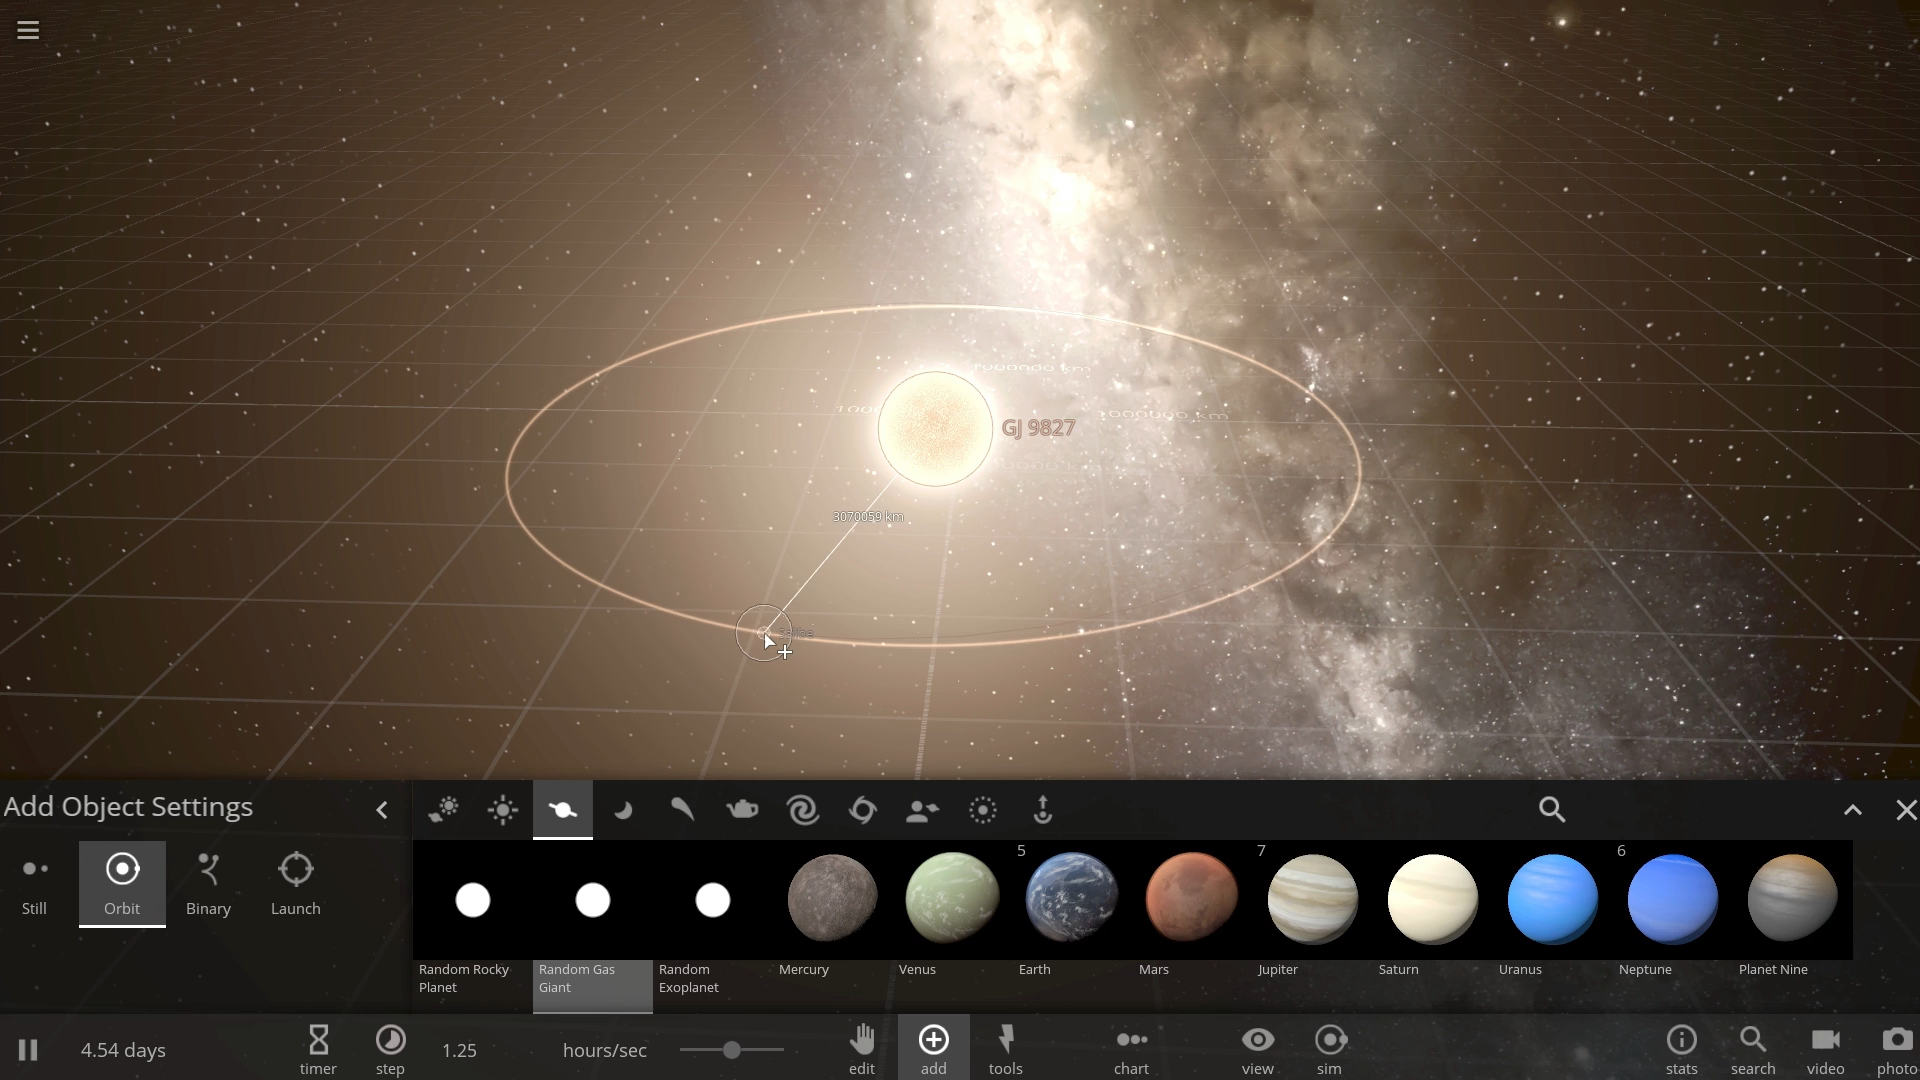 GJ 9827
3070059 km
Add Object Settings
Still
Orbit
Binary
Launch
5
7
6
Random Rocky
Planet
Random Gas
Giant
Random
Exoplanet
Mercury
Venus
Earth
Mars
Jupiter
Saturn
Uranus
Neptune
Planet Nine
4.54 days
timer
step
1.25
hours/sec
edit
add
tools
chart
view
sim
stats
search
video
photo